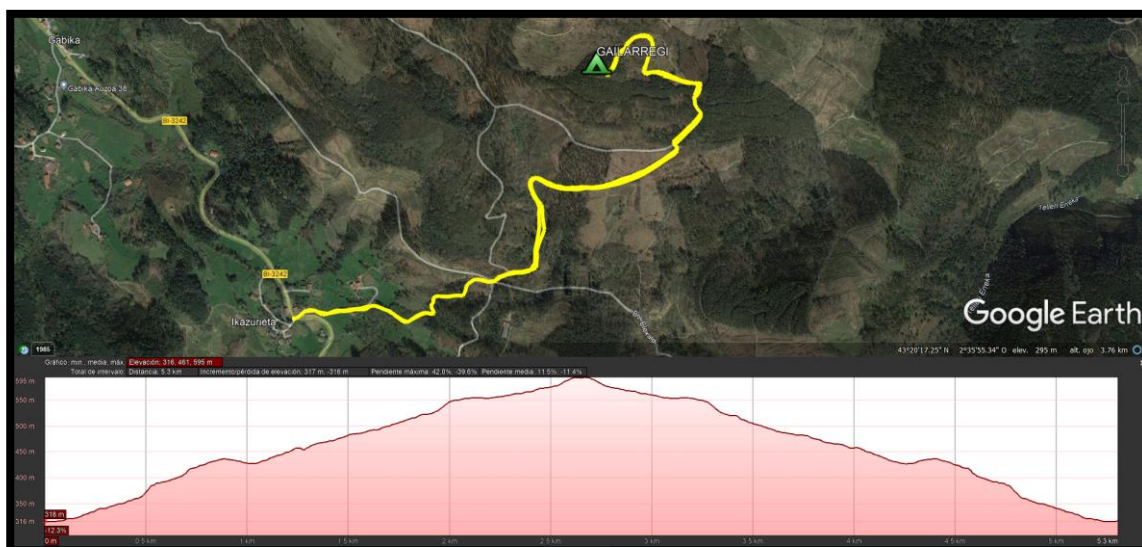 Gabika
GAILARREGI
Gabika Auzoa 38
BI-3242
Telleri Erreka
BI-3242
Ikazurieta
Google Earth
1985
43°20'17.25" N 2°35'55.34" O elev. 295 m alt. ojo 3.76 km
Gráfico: mín., media, máx. Elevación: 316, 461, 595 m
Total de intervalo: Distancia: 5.3 km Incremento/pérdida de elevación: 317 m, -316 m Pendiente máxima: 42.0%, -39.6% Pendiente media: 11.5%, -11.4%
595 m
550 m
500 m
450 m
400 m
350 m
316 m
316 m
-12.3%
0 m 0.5 km 1 km 1.5 km 2 km 2.5 km 3 km 3.5 km 4 km 4.5 km 5.3 km